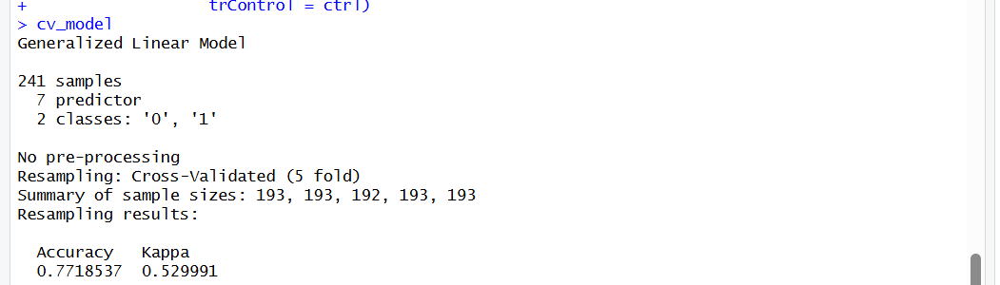 +                    trControl = ctrl)
> cv_model
Generalized Linear Model

241 samples
  7 predictor
  2 classes: '0', '1'

No pre-processing
Resampling: Cross-Validated (5 fold)
Summary of sample sizes: 193, 193, 192, 193, 193
Resampling results:

  Accuracy   Kappa
  0.7718537  0.529991